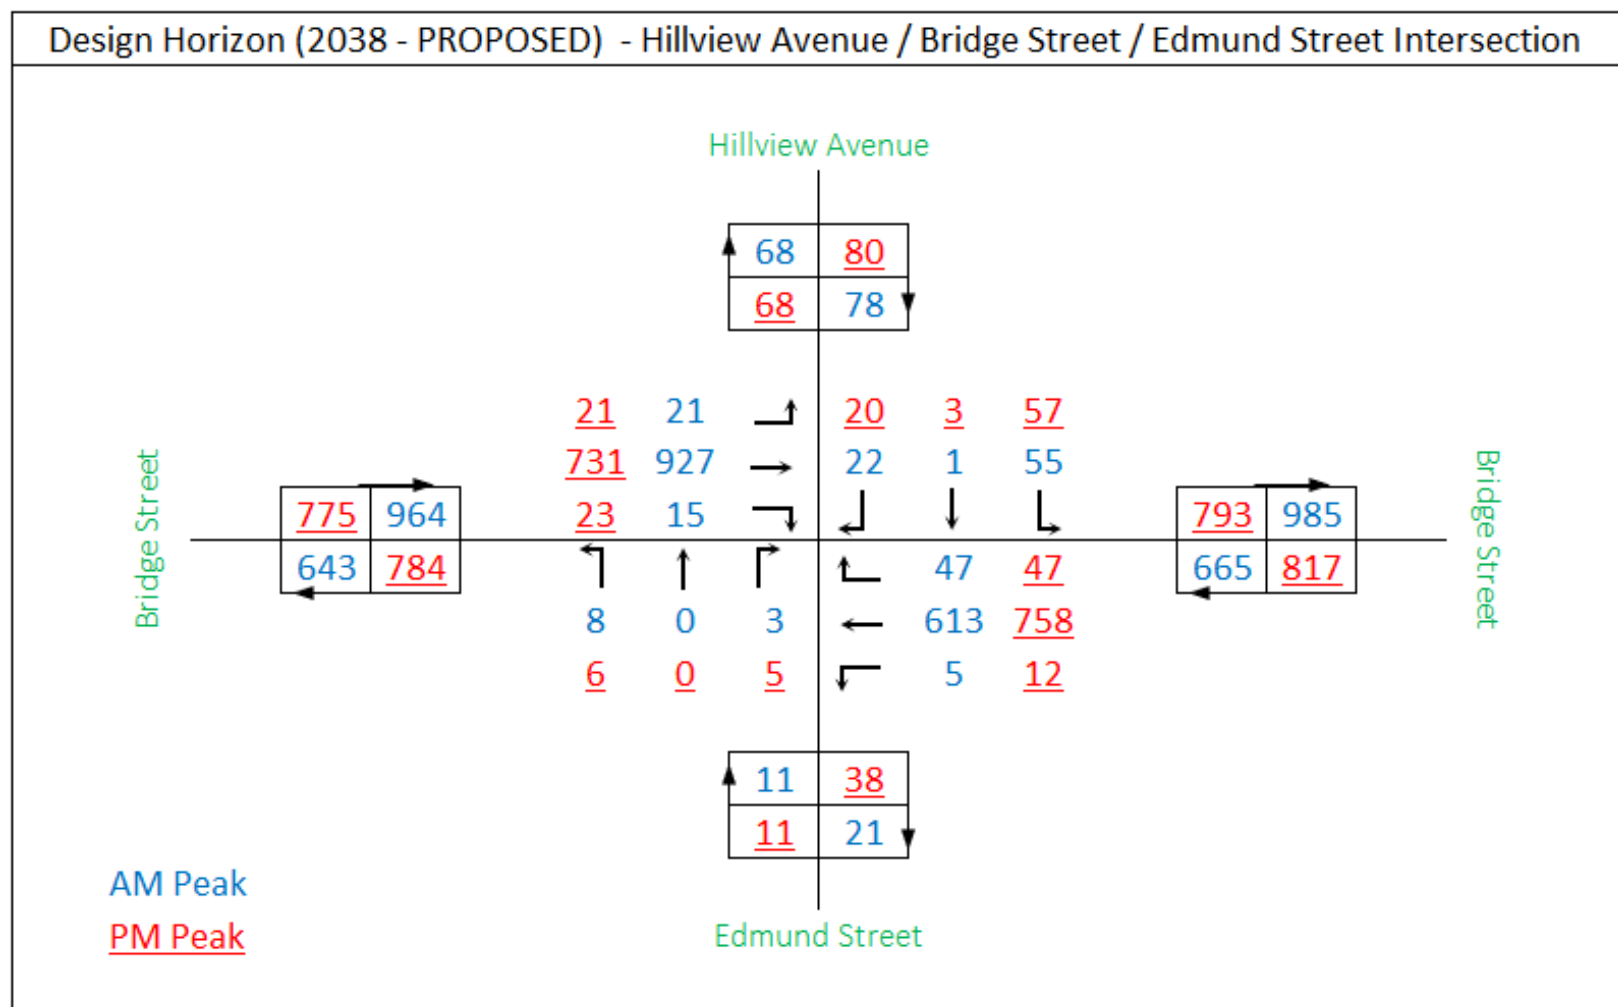 Design Horizon (2038 - PROPOSED)  - Hillview Avenue / Bridge Street / Edmund Street Intersection
Hillview Avenue
68 80
68 78
21 21 20 3 57
731 927 22 1 55
Bridge Street
Bridge Street
775 964 23 15 793 985
643 784 47 47 665 817
8 0 3 613 758
6 0 5 5 12
11 38
11 21
AM Peak
PM Peak
Edmund Street